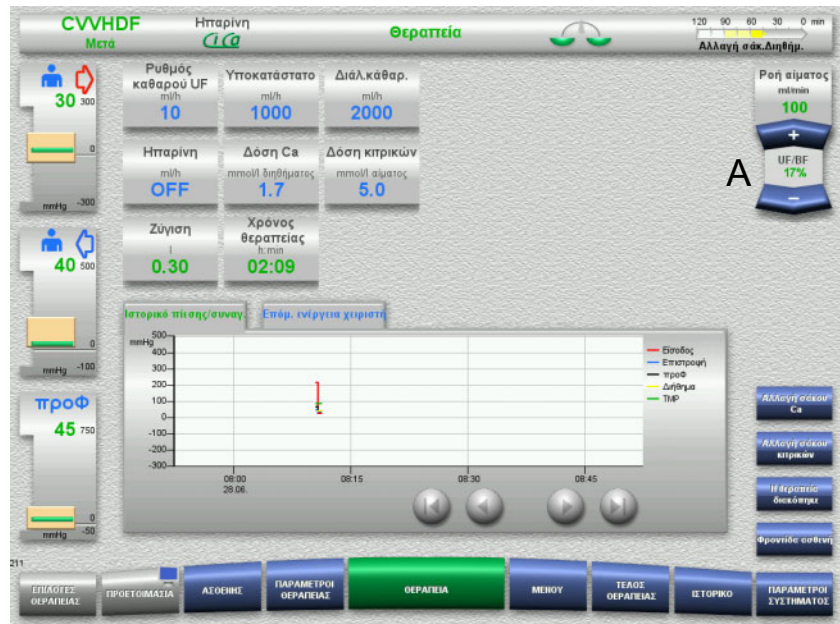 CVVHDF
Μετά
Ηπαρίνη
CiCa
Θεραπεία
120 90 60 30 0 min
Αλλαγή σάκ.Διηθήμ.
30
300
0
mmHg -300
Ρυθμός
καθαρού UF
ml/h
10
Υποκατάστατο
ml/h
1000
Διάλ.κάθαρ.
ml/h
2000
Ροή αίματος
ml/min
100
+
UF/BF
17%
−
A
Ηπαρίνη
ml/h
OFF
Δόση Ca
mmol/l διηθήματος
1.7
Δόση κιτρικών
mmol/l αίματος
5.0
40
500
0
mmHg -100
Ζύγιση
l
0.30
Χρόνος
θεραπείας
h:min
02:09
Ιστορικό πίεσης/συναγ.
Επόμ. ενέργεια χειριστή
mmHg
500
400
300
200
100
0
-100
-200
-300
08:00
28.06.
08:15
08:30
08:45
Είσοδος
Επιστροφή
προΦ
Διήθημα
TMP
προΦ
45
750
0
mmHg -50
Αλλαγή σάκου
Ca
Αλλαγή σάκου
κιτρικών
Η θεραπεία
διεκόπηκε
Φροντίδα ασθενή
211
ΕΠΙΛΟΓΕΣ
ΘΕΡΑΠΕΙΑΣ
ΠΡΟΕΤΟΙΜΑΣΙΑ
ΑΣΘΕΝΗΣ
ΠΑΡΑΜΕΤΡΟΙ
ΘΕΡΑΠΕΙΑΣ
ΘΕΡΑΠΕΙΑ
ΜΕΝΟΥ
ΤΕΛΟΣ
ΘΕΡΑΠΕΙΑΣ
ΙΣΤΟΡΙΚΟ
ΠΑΡΑΜΕΤΡΟΙ
ΣΥΣΤΗΜΑΤΟΣ